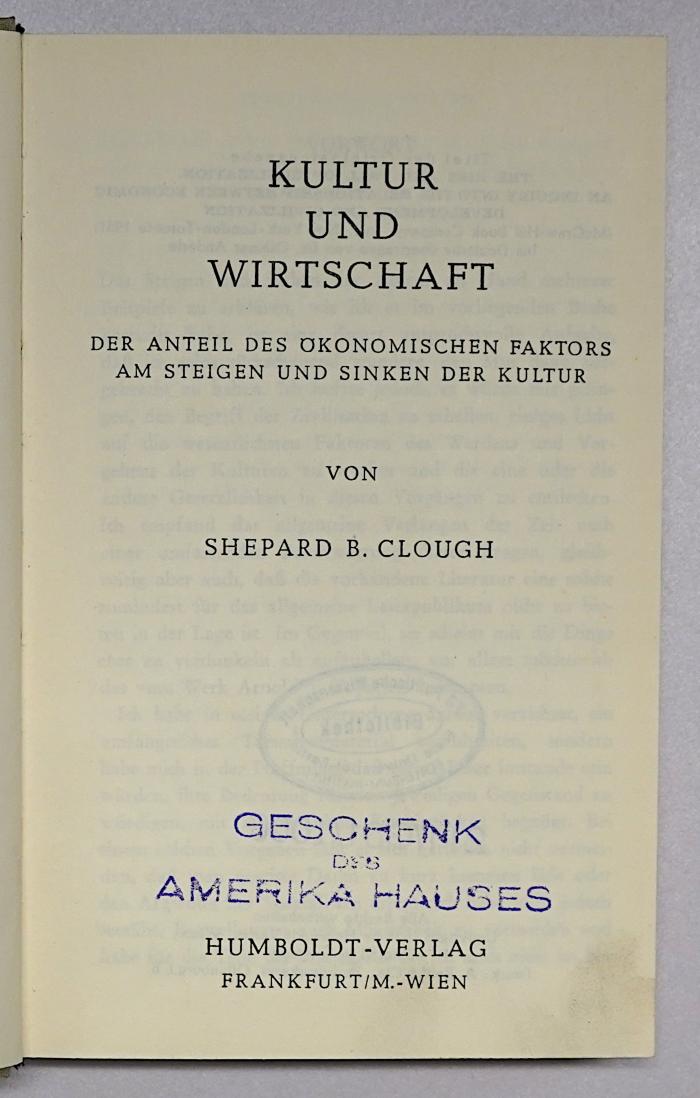 KULTUR
UND
WIRTSCHAFT
DER ANTEIL DES ÖKONOMISCHEN FAKTORS
AM STEIGEN UND SINKEN DER KULTUR
VON
SHEPARD B. CLOUGH
GESCHENK
DES
AMERIKA HAUSES
HUMBOLDT-VERLAG
FRANKFURT/M.-WIEN